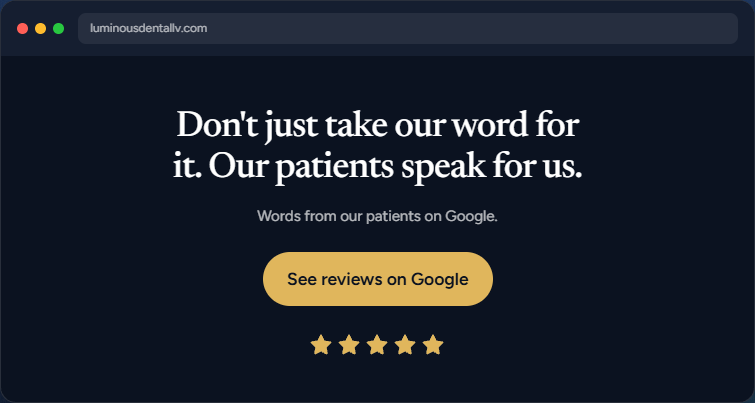 luminousdentallv.com
Don't just take our word for
it. Our patients speak for us.
Words from our patients on Google.
See reviews on Google